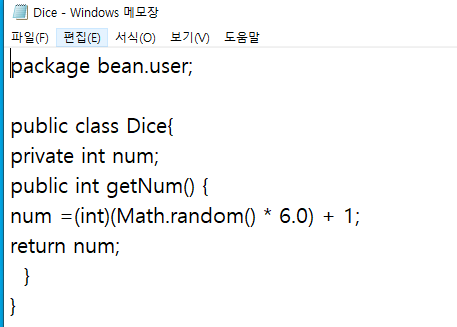 Dice - Windows 메모장
파일(F) 편집(E) 서식(O) 보기(V) 도움말
package bean.user;

public class Dice{
private int num;
public int getNum() {
num =(int)(Math.random() * 6.0) + 1;
return num;
  }
}